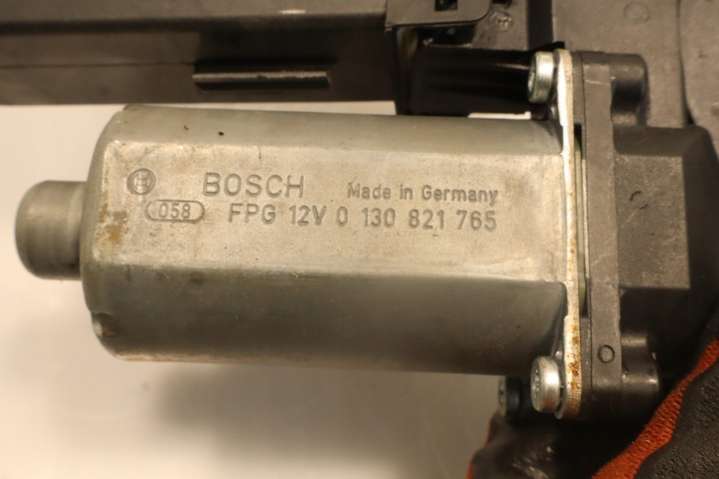 BOSCH Made in Germany
058 FPG 12V 0 130 821 765